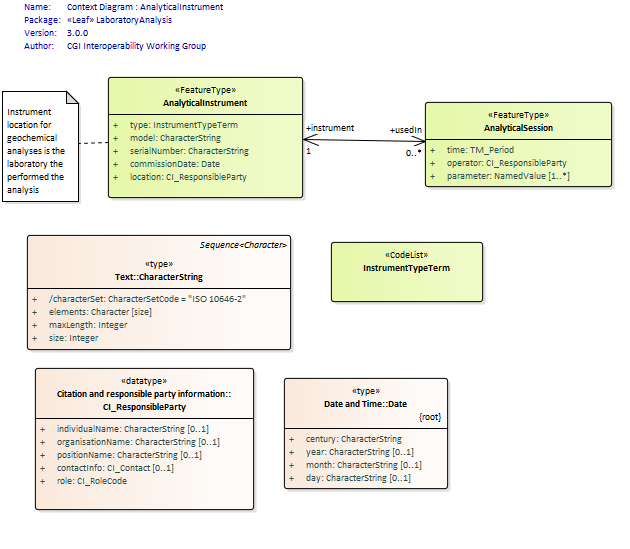 Name: Context Diagram : AnalyticalInstrument
Package: «Leaf» LaboratoryAnalysis
Version: 3.0.0
Author: CGI Interoperability Working Group
Instrument
location for
geochemical
analyses is the
laboratory the
performed the
analysis
«FeatureType»
AnalyticalInstrument
+ type: InstrumentTypeTerm
+ model: CharacterString
+ serialNumber: CharacterString
+ commissionDate: Date
+ location: CI_ResponsibleParty
+instrument
1
+usedIn
0..*
«FeatureType»
AnalyticalSession
+ time: TM_Period
+ operator: CI_ResponsibleParty
+ parameter: NamedValue [1..*]
Sequence<Character>
«type»
Text::CharacterString
+ /characterSet: CharacterSetCode = "ISO 10646-2"
+ elements: Character [size]
+ maxLength: Integer
+ size: Integer
«CodeList»
InstrumentTypeTerm
«datatype»
Citation and responsible party information::
CI_ResponsibleParty
+ individualName: CharacterString [0..1]
+ organisationName: CharacterString [0..1]
+ positionName: CharacterString [0..1]
+ contactInfo: CI_Contact [0..1]
+ role: CI_RoleCode
«type»
Date and Time::Date
{root}
+ century: CharacterString
+ year: CharacterString [0..1]
+ month: CharacterString [0..1]
+ day: CharacterString [0..1]